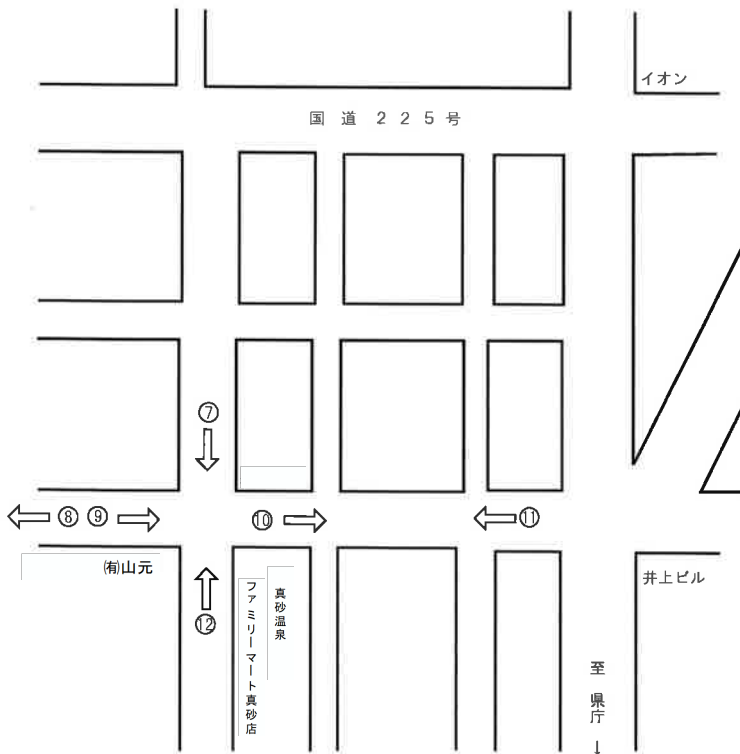 イオン
国道225号
⑦
⑧ ⑨
⑩
⑪
(有)山元
⑫
ファミリーマート真砂店
真砂温泉
井上ビル
至 県庁